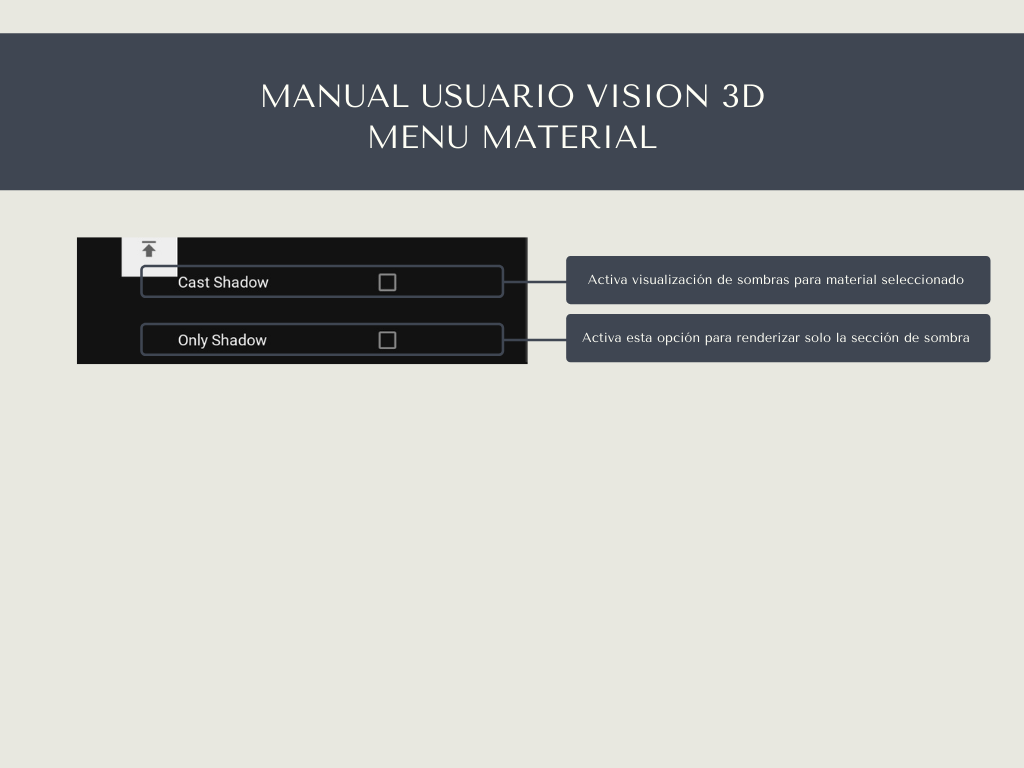 MANUAL USUARIO VISION 3D
MENU MATERIAL
Cast Shadow
Activa visualización de sombras para material seleccionado
Only Shadow
Activa esta opción para renderizar solo la sección de sombra